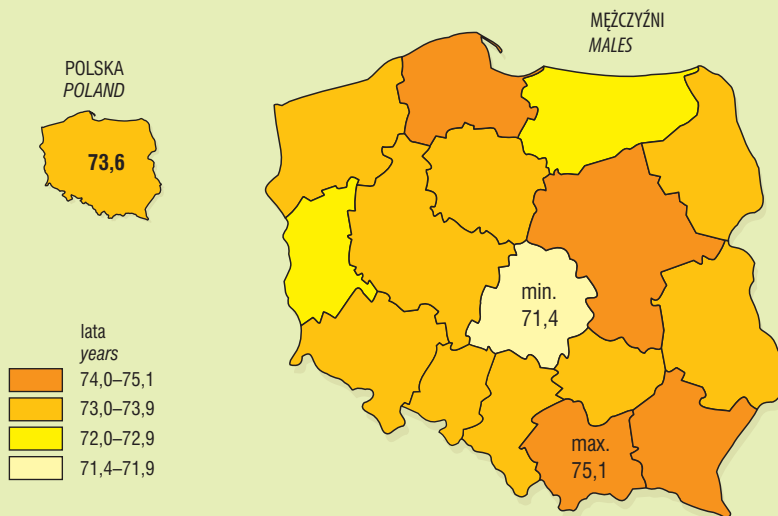 MĘŻCZYŹNI
MALES
POLSKA
POLAND
73,6
min.
71,4
max.
75,1
lata
years
74,0–75,1
73,0–73,9
72,0–72,9
71,4–71,9